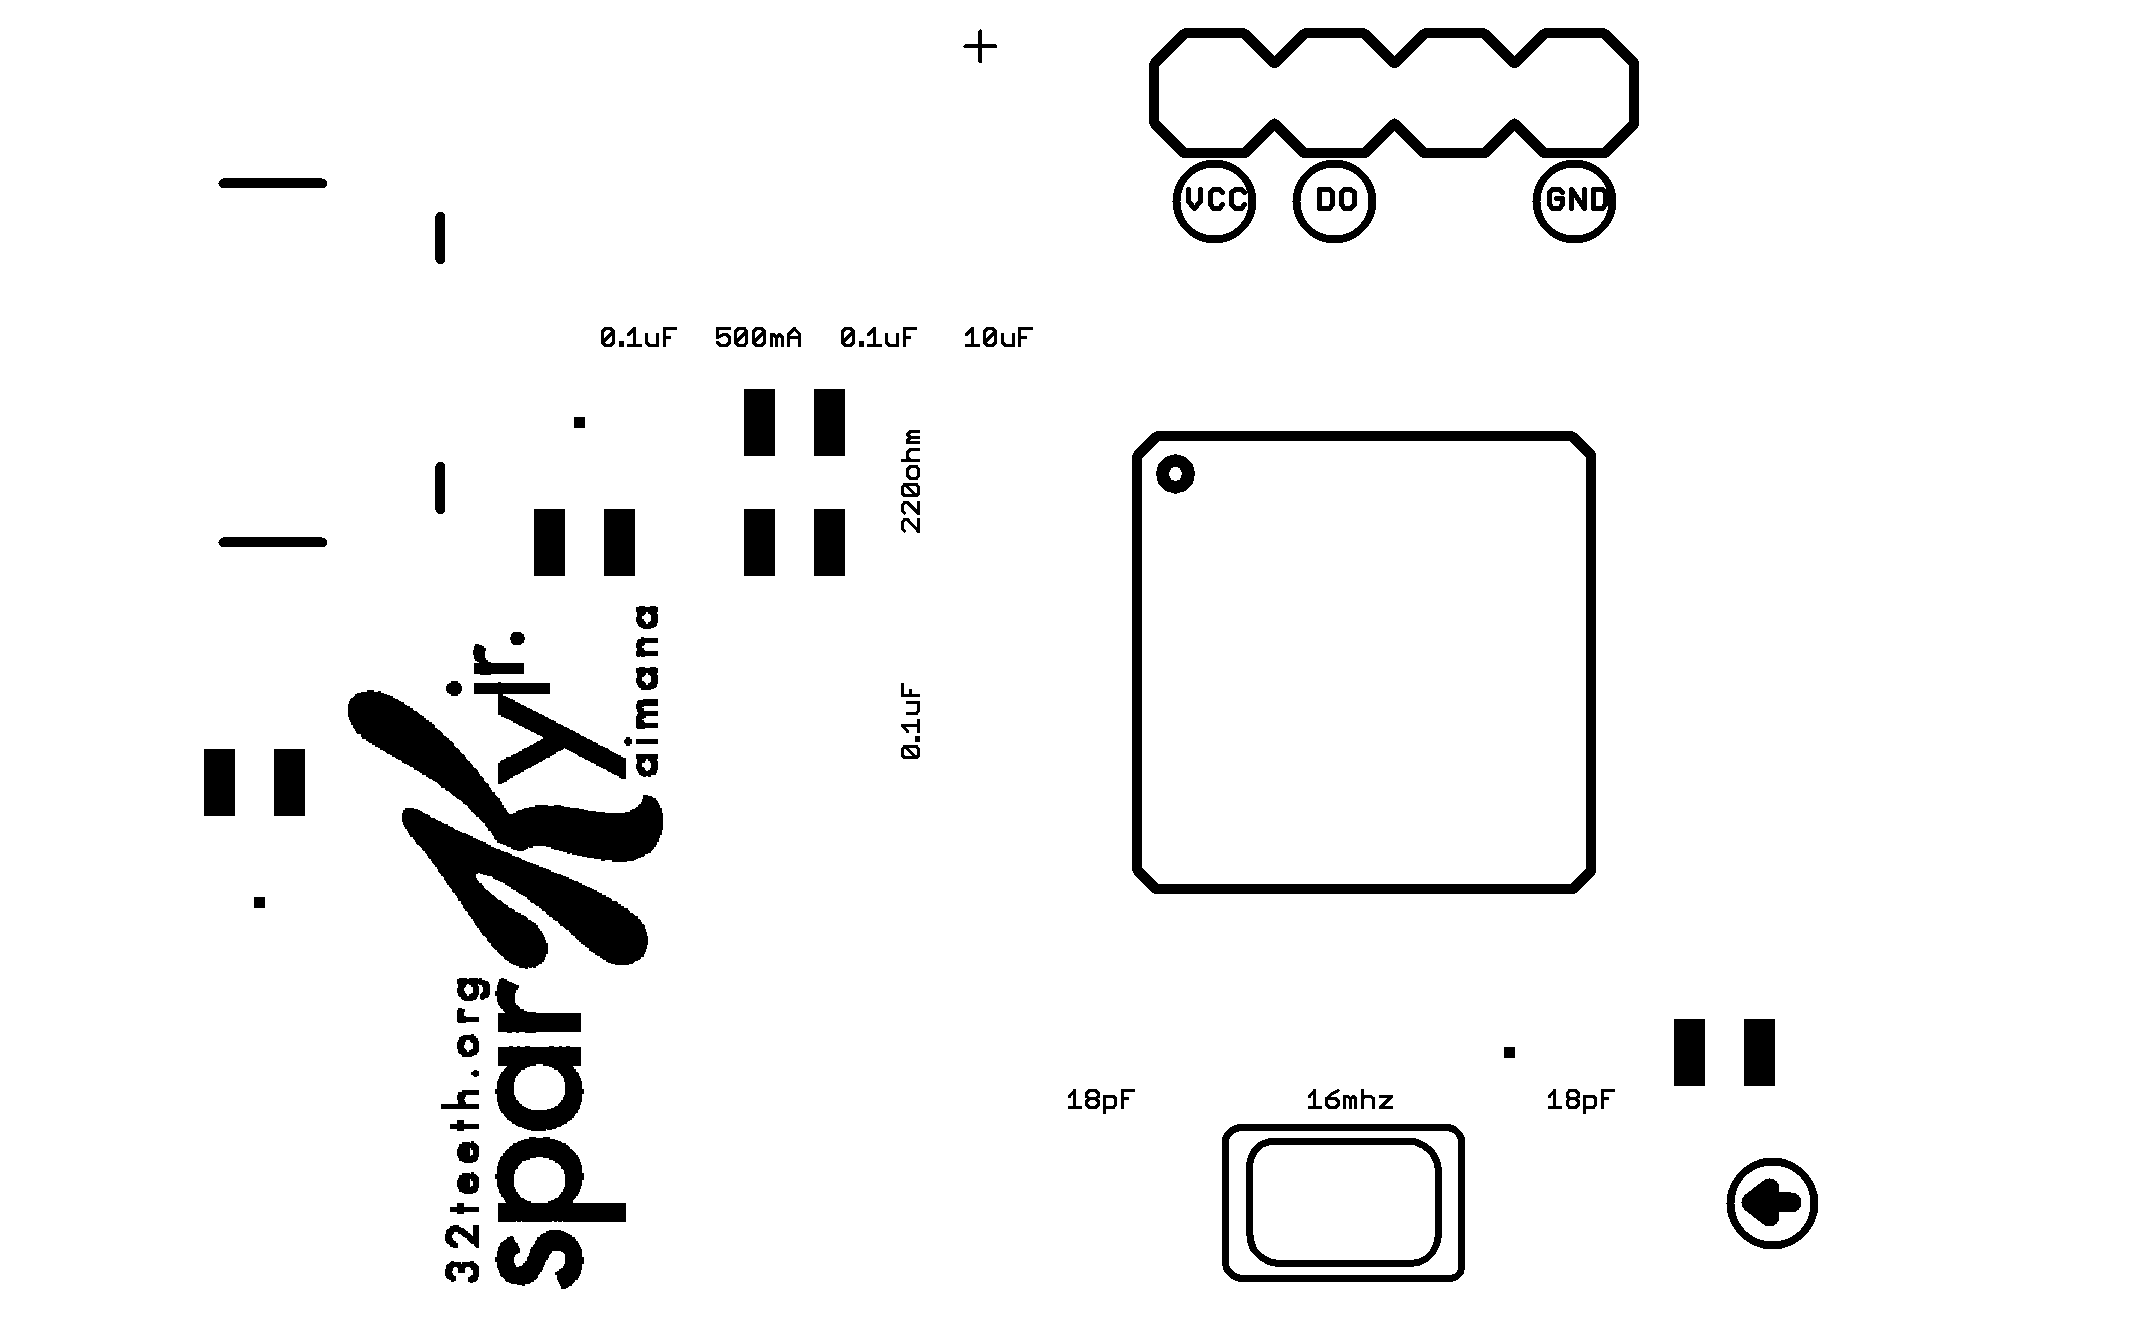 VCC DO GND
0.1uF 500mA 0.1uF 10uF
220ohm
0.1uF
sparky jr.
aimana
32teeth.org
18pF 16mhz 18pF